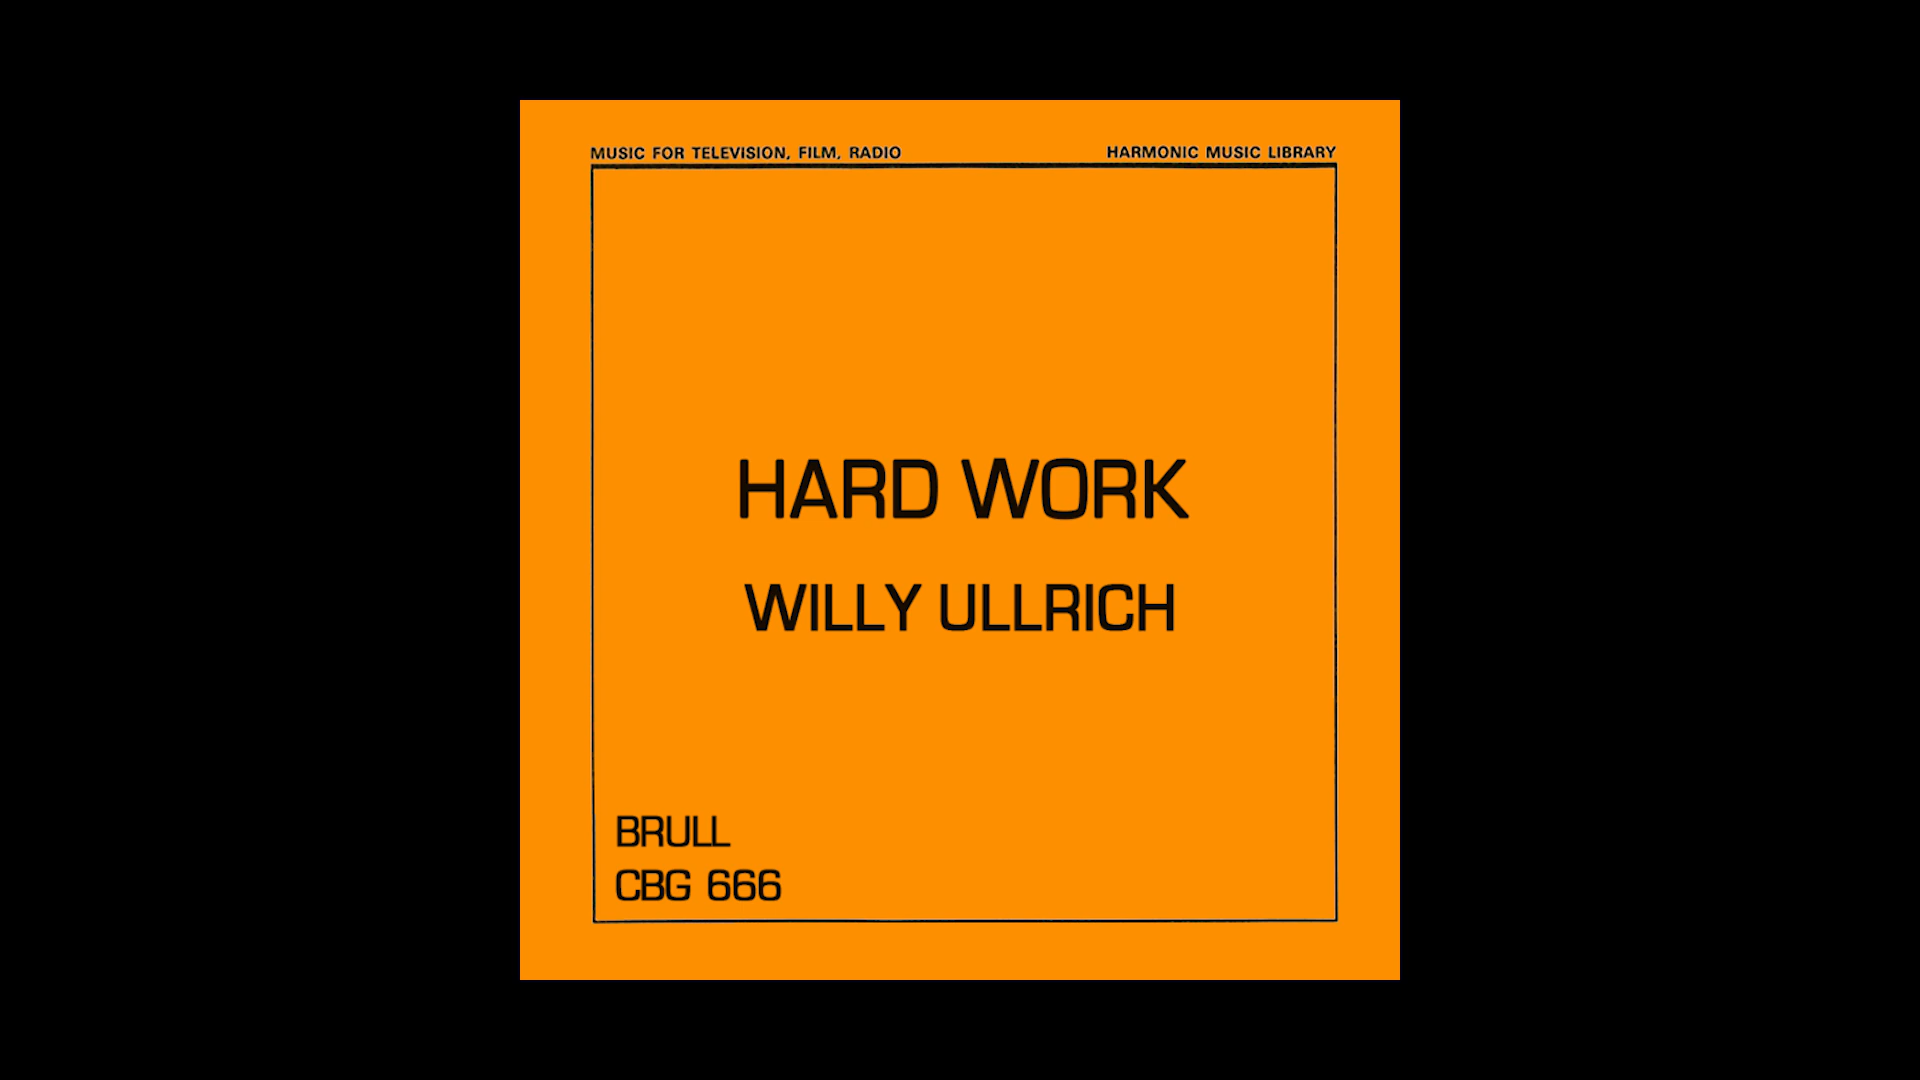 MUSIC FOR TELEVISION, FILM, RADIO
HARMONIC MUSIC LIBRARY
HARD WORK
WILLY ULLRICH
BRULL
CBG 666